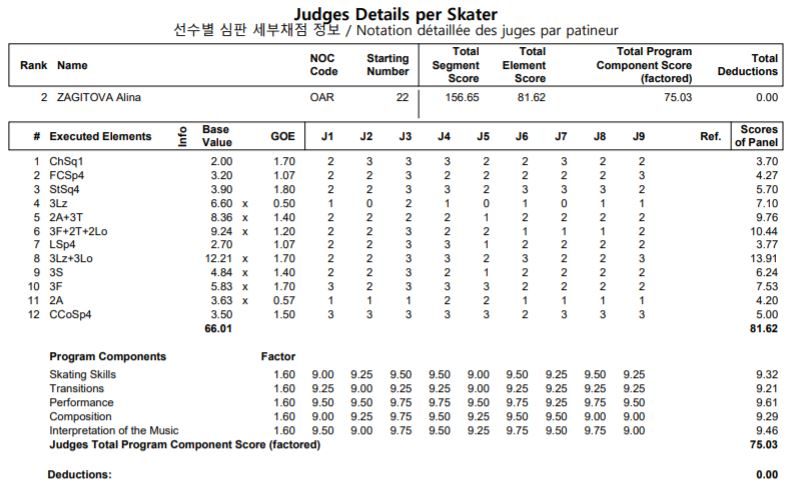 Judges Details per Skater
선수별 심판 세부채점 정보 / Notation détaillée des juges par patineur
Rank Name NOC Code Starting Number Total Segment Score Total Element Score Total Program Component Score (factored) Total Deductions
2 ZAGITOVA Alina OAR 22 156.65 81.62 75.03 0.00
# Executed Elements Info Base Value GOE J1 J2 J3 J4 J5 J6 J7 J8 J9 Ref. Scores of Panel
1 ChSq1 2.00 1.70 2 3 3 3 2 2 3 2 2 3.70
2 FCSp4 3.20 1.07 2 2 2 2 2 2 2 2 3 4.27
3 StSq4 3.90 1.80 2 2 3 2 2 3 3 3 2 5.70
4 3Lz 6.60 x 0.50 1 0 2 1 0 1 0 1 1 7.10
5 2A+3T 8.36 x 1.40 2 2 2 2 1 2 2 2 2 9.76
6 3F+2T+2Lo 9.24 x 1.20 2 2 3 2 2 1 1 1 2 10.44
7 LSp4 2.70 1.07 2 2 3 3 1 2 2 2 2 3.77
8 3Lz+3Lo 12.21 x 1.70 2 2 3 3 2 3 2 2 3 13.91
9 3S 4.84 x 1.40 2 2 3 2 1 2 2 2 2 6.24
10 3F 5.83 x 1.70 3 2 3 3 3 2 2 2 2 7.53
11 2A 3.63 x 0.57 1 1 1 2 2 1 1 1 1 4.20
12 CCoSp4 3.50 1.50 3 3 3 3 3 2 3 3 3 5.00
66.01 81.62
Program Components Factor
Skating Skills 1.60 9.00 9.25 9.50 9.50 9.00 9.50 9.25 9.50 9.25 9.32
Transitions 1.60 9.25 9.00 9.25 9.25 9.00 9.25 9.25 9.25 9.25 9.21
Performance 1.60 9.50 9.50 9.75 9.75 9.50 9.75 9.25 9.75 9.50 9.61
Composition 1.60 9.00 9.25 9.75 9.50 9.25 9.50 9.50 9.00 9.00 9.29
Interpretation of the Music 1.60 9.50 9.00 9.75 9.50 9.25 9.75 9.50 9.75 9.00 9.46
Judges Total Program Component Score (factored) 75.03
Deductions: 0.00